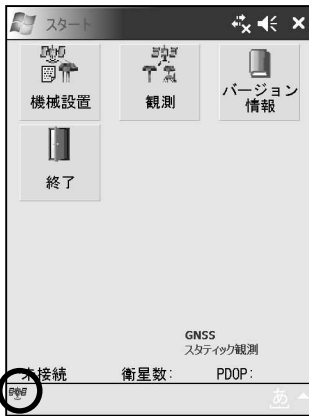 スタート
機械設置
観測
バージョン
情報
終了
GNSS
スタティック観測
未接続 衛星数: PDOP:
あ